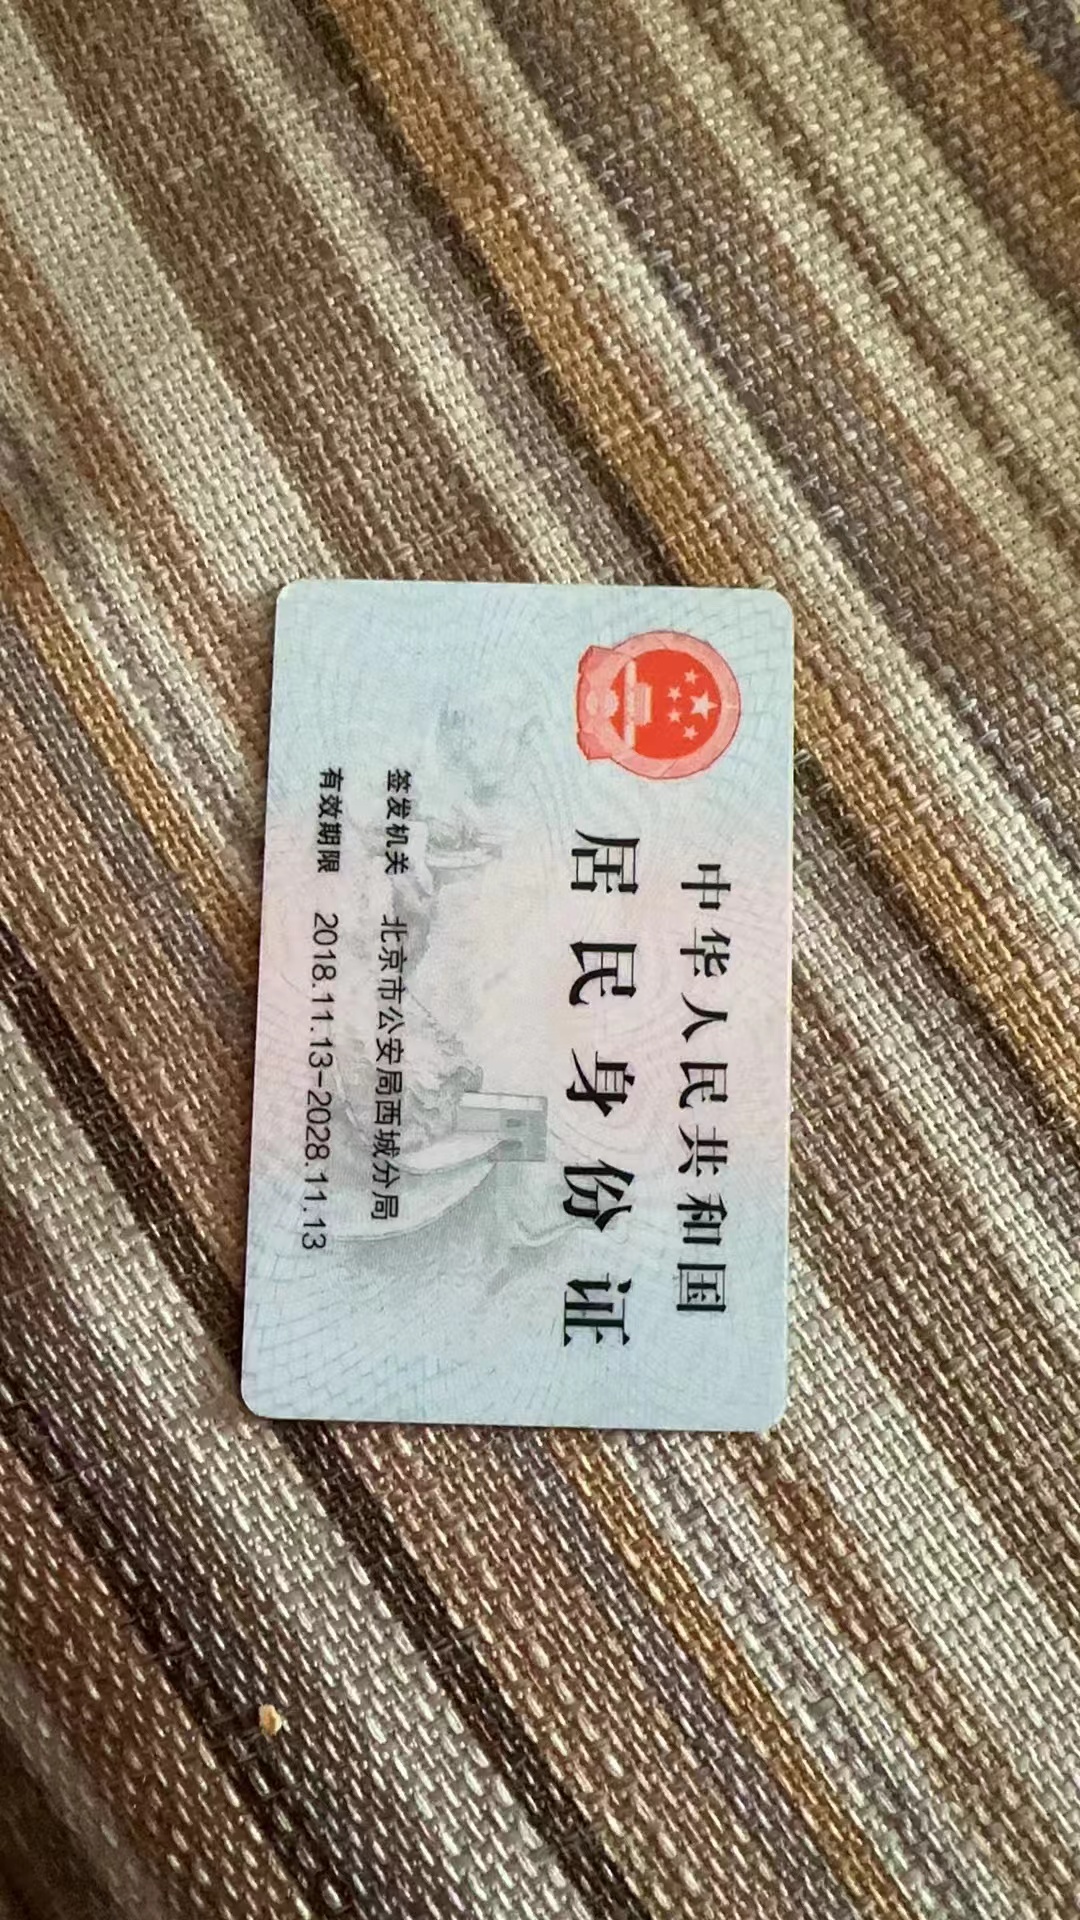 中华人民共和国
居民身份证
签发机关 北京市公安局西城分局
有效期限 2018.11.13-2028.11.13